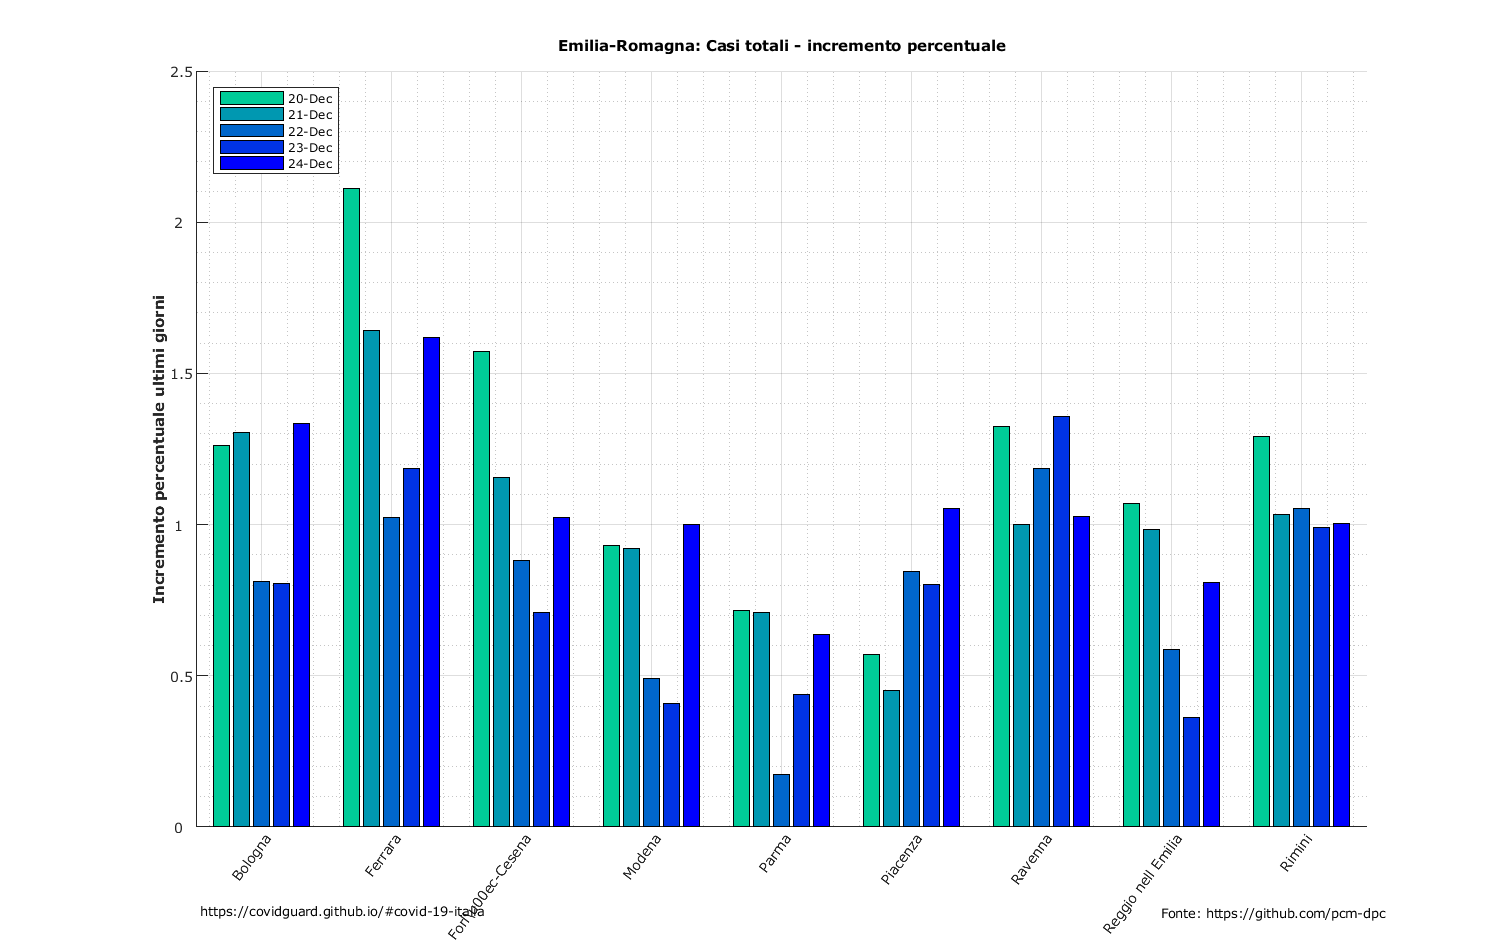 Emilia-Romagna: Casi totali - incremento percentuale
2.5
2
1.5
1
0.5
0
Incremento percentuale ultimi giorni
20-Dec
21-Dec
22-Dec
23-Dec
24-Dec
Bologna
Ferrara
Modena
Parma
Piacenza
Ravenna
Reggio nell Emilia
Rimini
https://covidguard.github.io/#covid-19-italia
Fonte: https://github.com/pcm-dpc